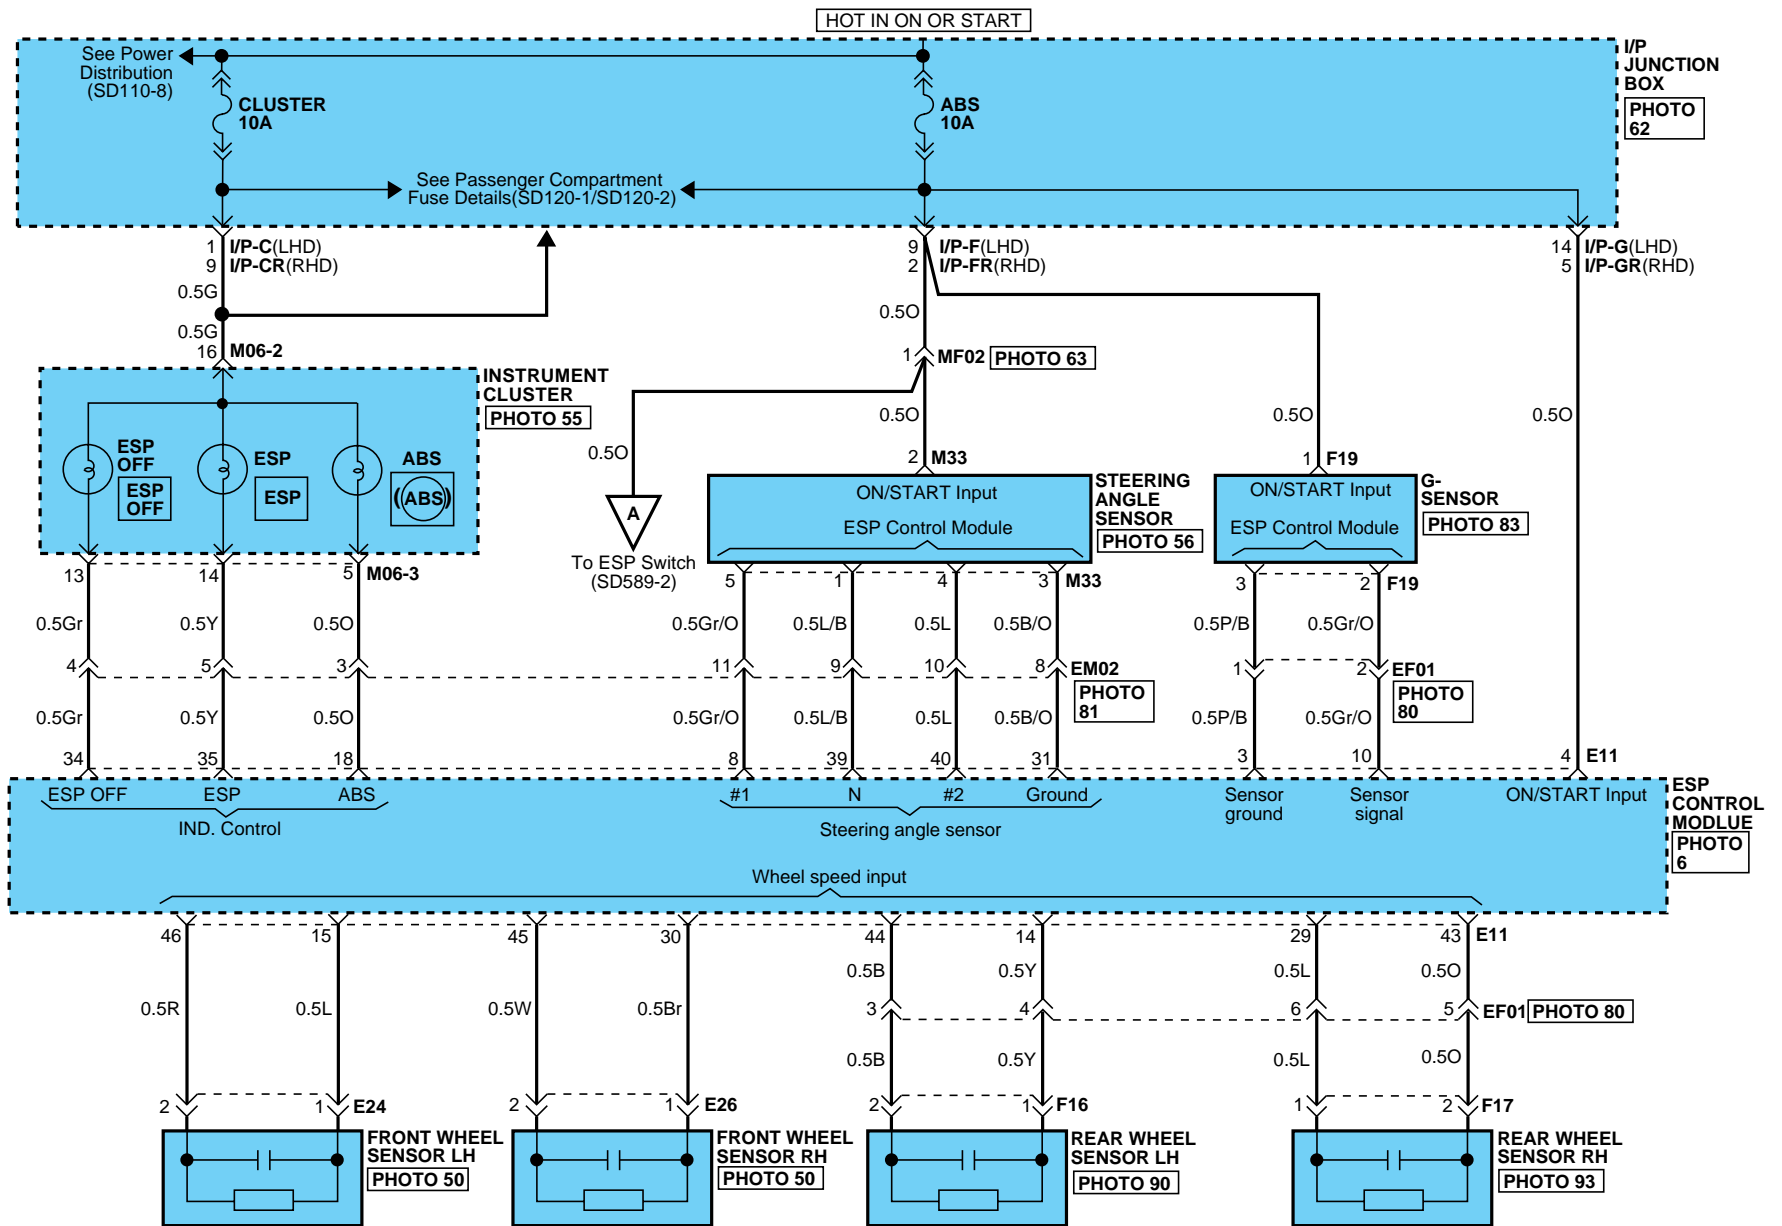 HOT IN ON OR START
See Power
Distribution
(SD110-8)
CLUSTER
10A
ABS
10A
I/P
JUNCTION
BOX
PHOTO
62
See Passenger Compartment
Fuse Details(SD120-1/SD120-2)
1 I/P-C(LHD)
9 I/P-CR(RHD)
9 I/P-F(LHD)
2 I/P-FR(RHD)
14 I/P-G(LHD)
5 I/P-GR(RHD)
0.5G
0.5O
0.5G
16 M06-2
1 MF02 PHOTO 63
INSTRUMENT
CLUSTER
PHOTO 55
0.5O
0.5O
0.5O
0.5O
ESP
OFF
ESP
OFF
ESP
ESP
ABS
(ABS)
2 M33
1 F19
A
To ESP Switch
(SD589-2)
ON/START Input
ESP Control Module
STEERING
ANGLE
SENSOR
PHOTO 56
ON/START Input
ESP Control Module
G-
SENSOR
PHOTO 83
13 14 5 M06-3
5 1 4 3 M33
3 2 F19
0.5Gr 0.5Y 0.5O 0.5Gr/O 0.5L/B 0.5L 0.5B/O 0.5P/B 0.5Gr/O
4 5 3 11 9 10 8 EM02
PHOTO
81
1 2 EF01
PHOTO
80
0.5Gr 0.5Y 0.5O 0.5Gr/O 0.5L/B 0.5L 0.5B/O 0.5P/B 0.5Gr/O
34 35 18 8 39 40 31 3 10 4 E11
ESP OFF ESP ABS
IND. Control
#1 N #2 Ground
Steering angle sensor
Sensor
ground
Sensor
signal
ON/START Input
ESP
CONTROL
MODLUE
PHOTO
6
Wheel speed input
46 15 45 30 44 14 29 43 E11
0.5B 0.5Y 0.5L 0.5O
0.5R 0.5L 0.5W 0.5Br
3 4 6 5 EF01 PHOTO 80
0.5B 0.5Y 0.5L 0.5O
2 1 E24
2 1 E26
2 1 F16
1 2 F17
FRONT WHEEL
SENSOR LH
PHOTO 50
FRONT WHEEL
SENSOR RH
PHOTO 50
REAR WHEEL
SENSOR LH
PHOTO 90
REAR WHEEL
SENSOR RH
PHOTO 93